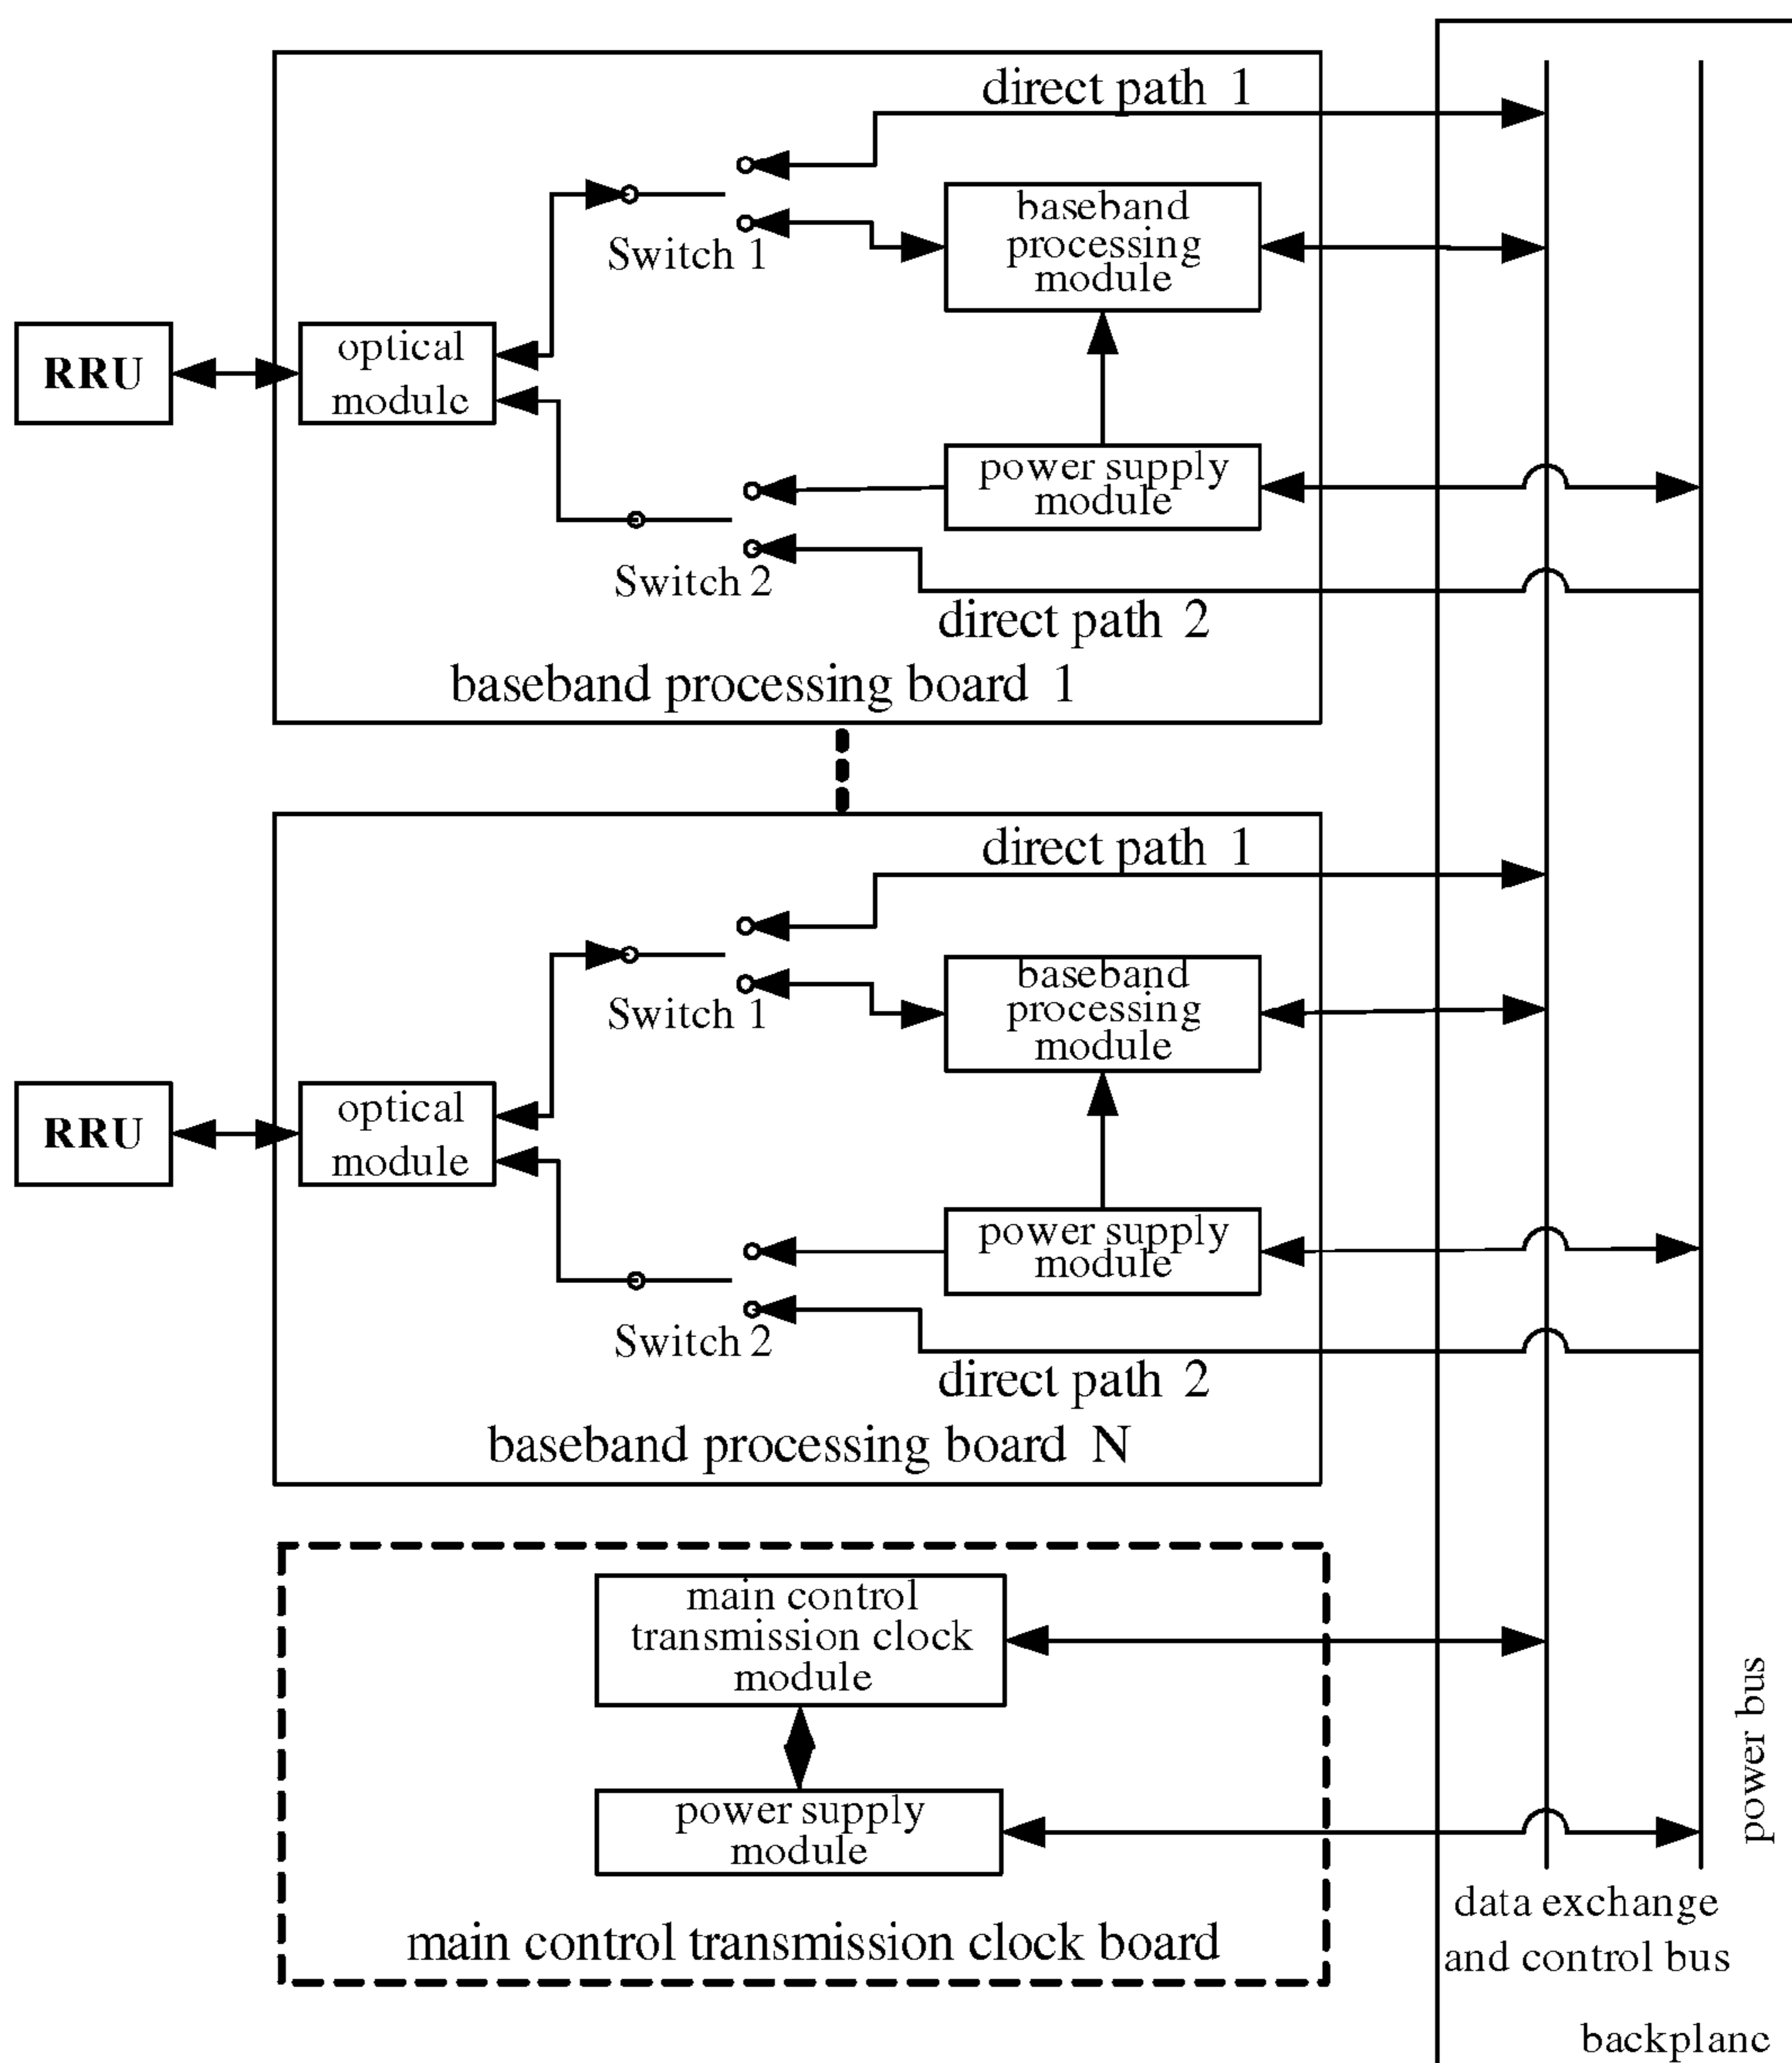 direct path 1
baseband
processing
module
Switch 1
RRU
optical
module
power supply
module
Switch 2
direct path 2
baseband processing board 1
direct path 1
baseband
processing
module
Switch 1
RRU
optical
module
power supply
module
Switch 2
direct path 2
baseband processing board N
main control
transmission clock
module
power supply
module
main control transmission clock board
power bus
data exchange
and control bus
backplane